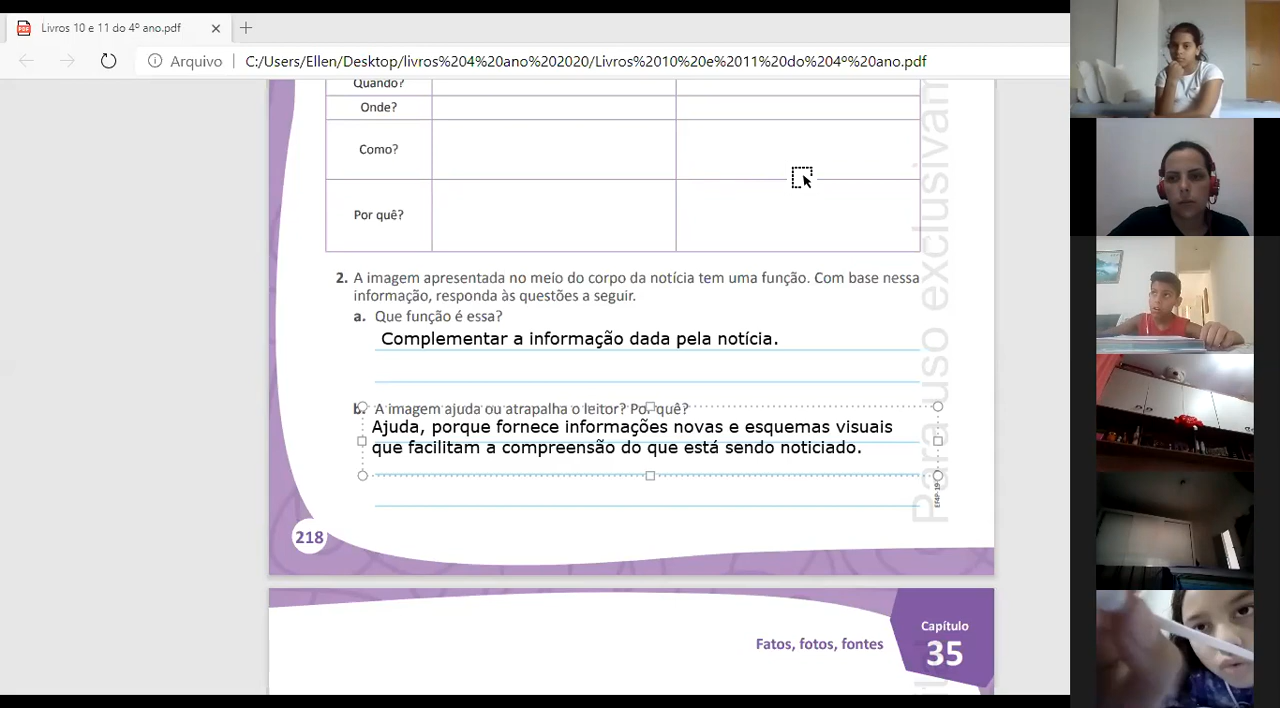 Livros 10 e 11 do 4º ano.pdf
Arquivo
C:/Users/Ellen/Desktop/livros%204%20ano%202020/Livros%2010%20e%2011%20do%204º%20ano.pdf
Quando?
Onde?
Como?
Por quê?
2. A imagem apresentada no meio do corpo da notícia tem uma função. Com base nessa
informação, responda às questões a seguir.
a. Que função é essa?
Complementar a informação dada pela notícia.
b. A imagem ajuda ou atrapalha o leitor? Por quê?
Ajuda, porque fornece informações novas e esquemas visuais
que facilitam a compreensão do que está sendo noticiado.
Para uso exclusivam
218
Fatos, fotos, fontes
Capítulo
35